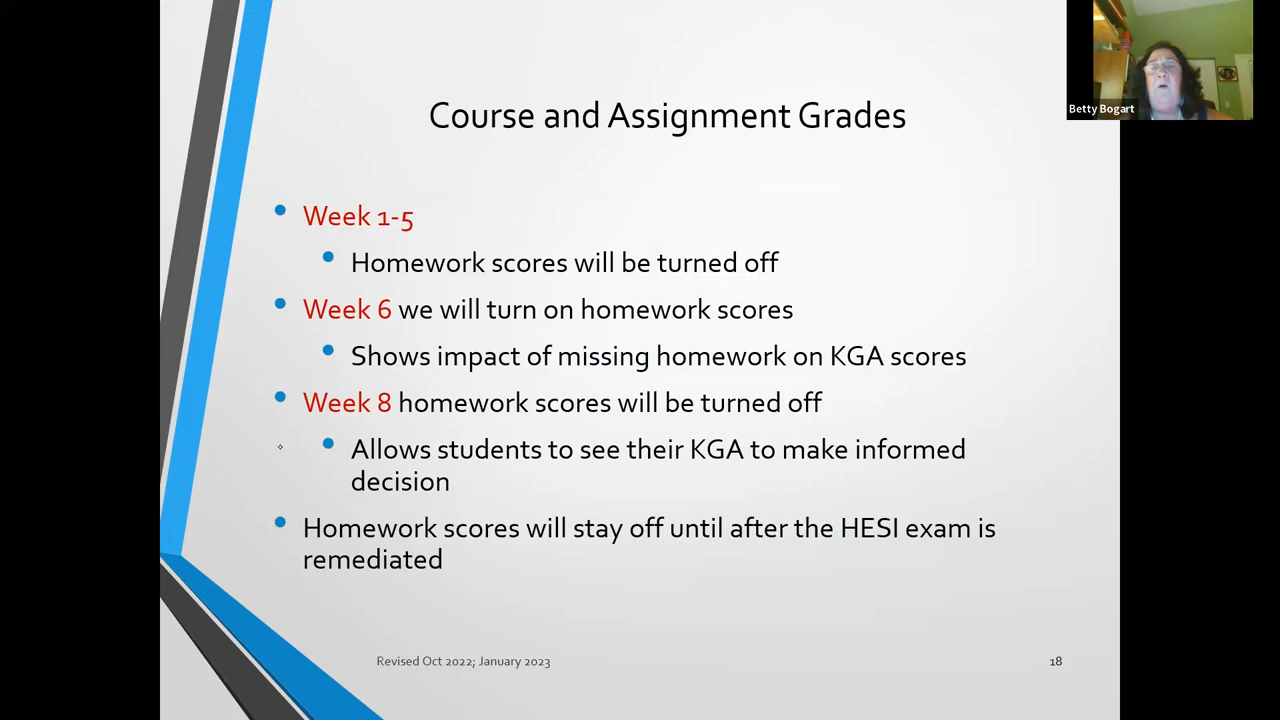 Course and Assignment Grades
Betty Bogart
Week 1-5
Homework scores will be turned off
Week 6 we will turn on homework scores
Shows impact of missing homework on KGA scores
Week 8 homework scores will be turned off
Allows students to see their KGA to make informed
decision
Homework scores will stay off until after the HESI exam is
remediated
Revised Oct 2022; January 2023
18